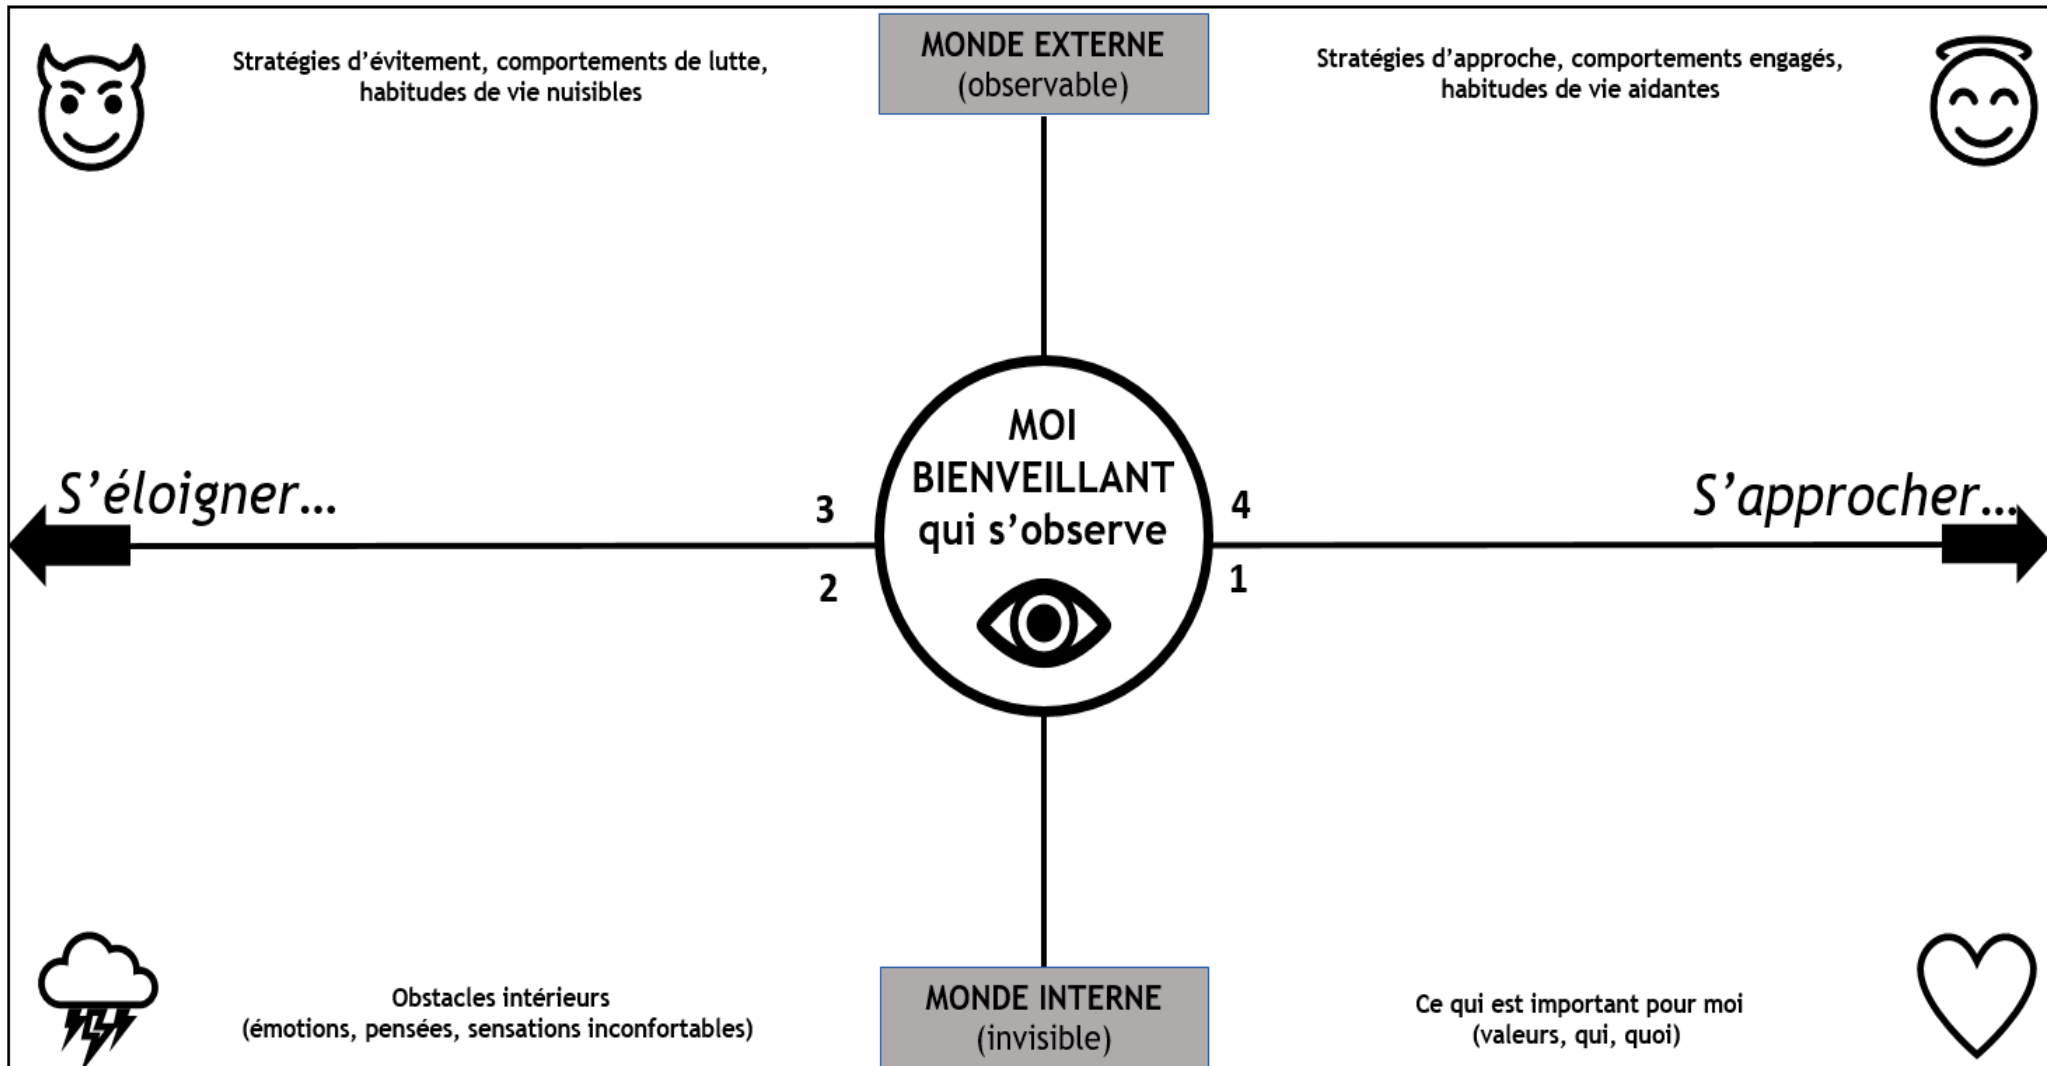 MONDE EXTERNE
(observable)
Stratégies d’évitement, comportements de lutte,
habitudes de vie nuisibles
Stratégies d’approche, comportements engagés,
habitudes de vie aidantes
S’éloigner…
S’approcher…
MOI
BIENVEILLANT
qui s’observe
3
4
2
1
Obstacles intérieurs
(émotions, pensées, sensations inconfortables)
MONDE INTERNE
(invisible)
Ce qui est important pour moi
(valeurs, qui, quoi)